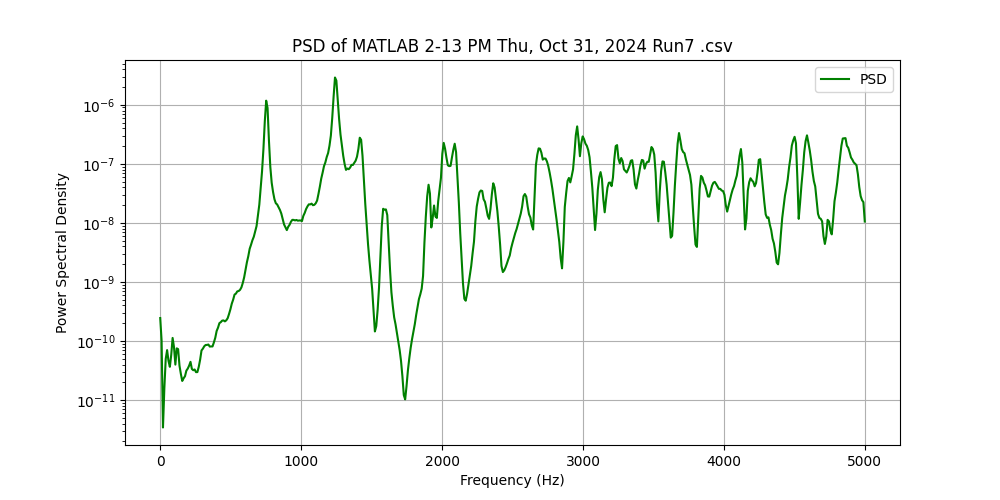 PSD of MATLAB 2-13 PM Thu, Oct 31, 2024 Run7 .csv
PSD
Power Spectral Density
10⁻⁶
10⁻⁷
10⁻⁸
10⁻⁹
10⁻¹⁰
10⁻¹¹
0 1000 2000 3000 4000 5000
Frequency (Hz)